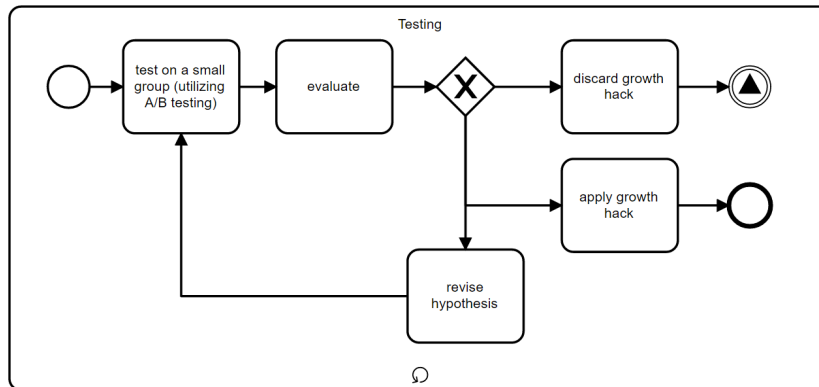 Testing
test on a small
group (utilizing
A/B testing)
evaluate
discard growth
hack
apply growth
hack
revise
hypothesis